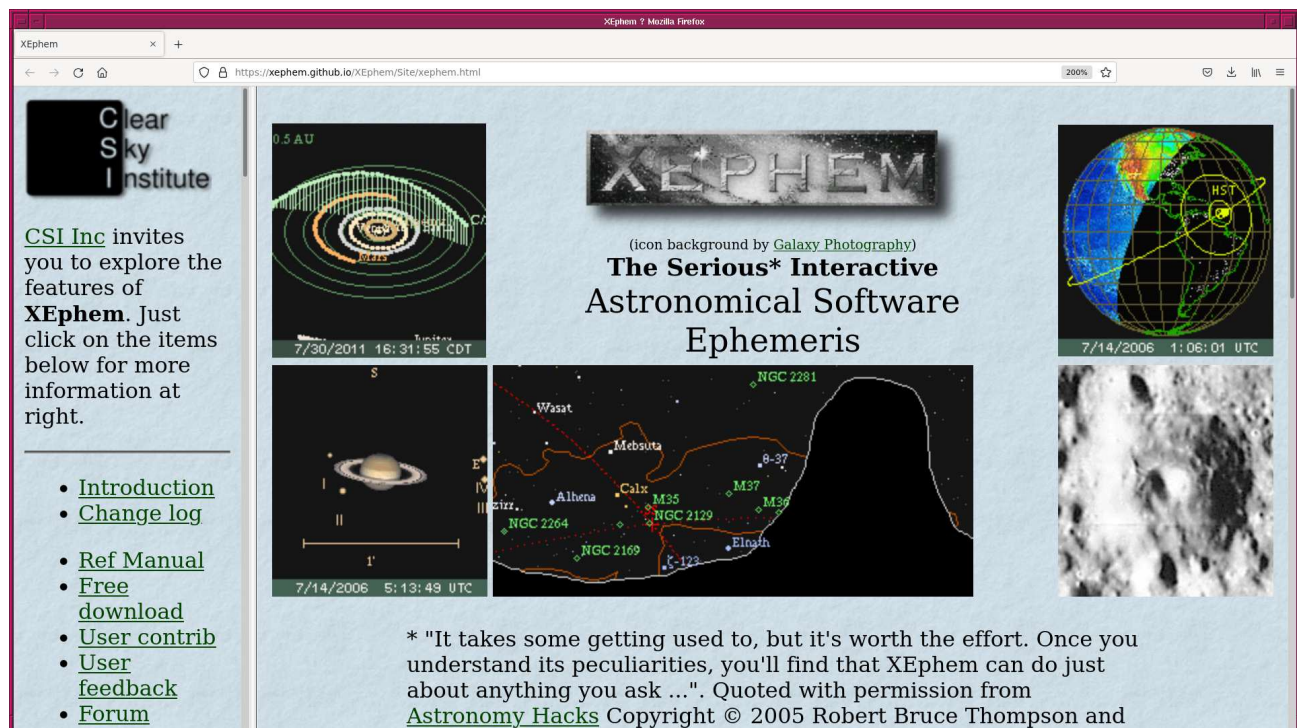 XEphem ? Mozilla Firefox
XEphem
https://xephem.github.io/XEphem/Site/xephem.html
200%
Clear
Sky
Institute
CSI Inc invites
you to explore the
features of
XEphem. Just
click on the items
below for more
information at
right.
Introduction
Change log
Ref Manual
Free
download
User contrib
User
feedback
Forum
0.5 AU
Mars
7/30/2011 16:31:55 CDT
XEPHEM
(icon background by Galaxy Photography)
The Serious* Interactive
Astronomical Software
Ephemeris
HST
7/14/2006 1:06:01 UTC
S
E
I
IV
III
II
1'
7/14/2006 5:13:49 UTC
NGC 2281
Wasat
Mebsuta
θ-37
Calx
M37
Alhena
M35
M36
NGC 2129
NGC 2264
Elnath
NGC 2169
ζ-123
* "It takes some getting used to, but it's worth the effort. Once you
understand its peculiarities, you'll find that XEphem can do just
about anything you ask ...". Quoted with permission from
Astronomy Hacks Copyright © 2005 Robert Bruce Thompson and